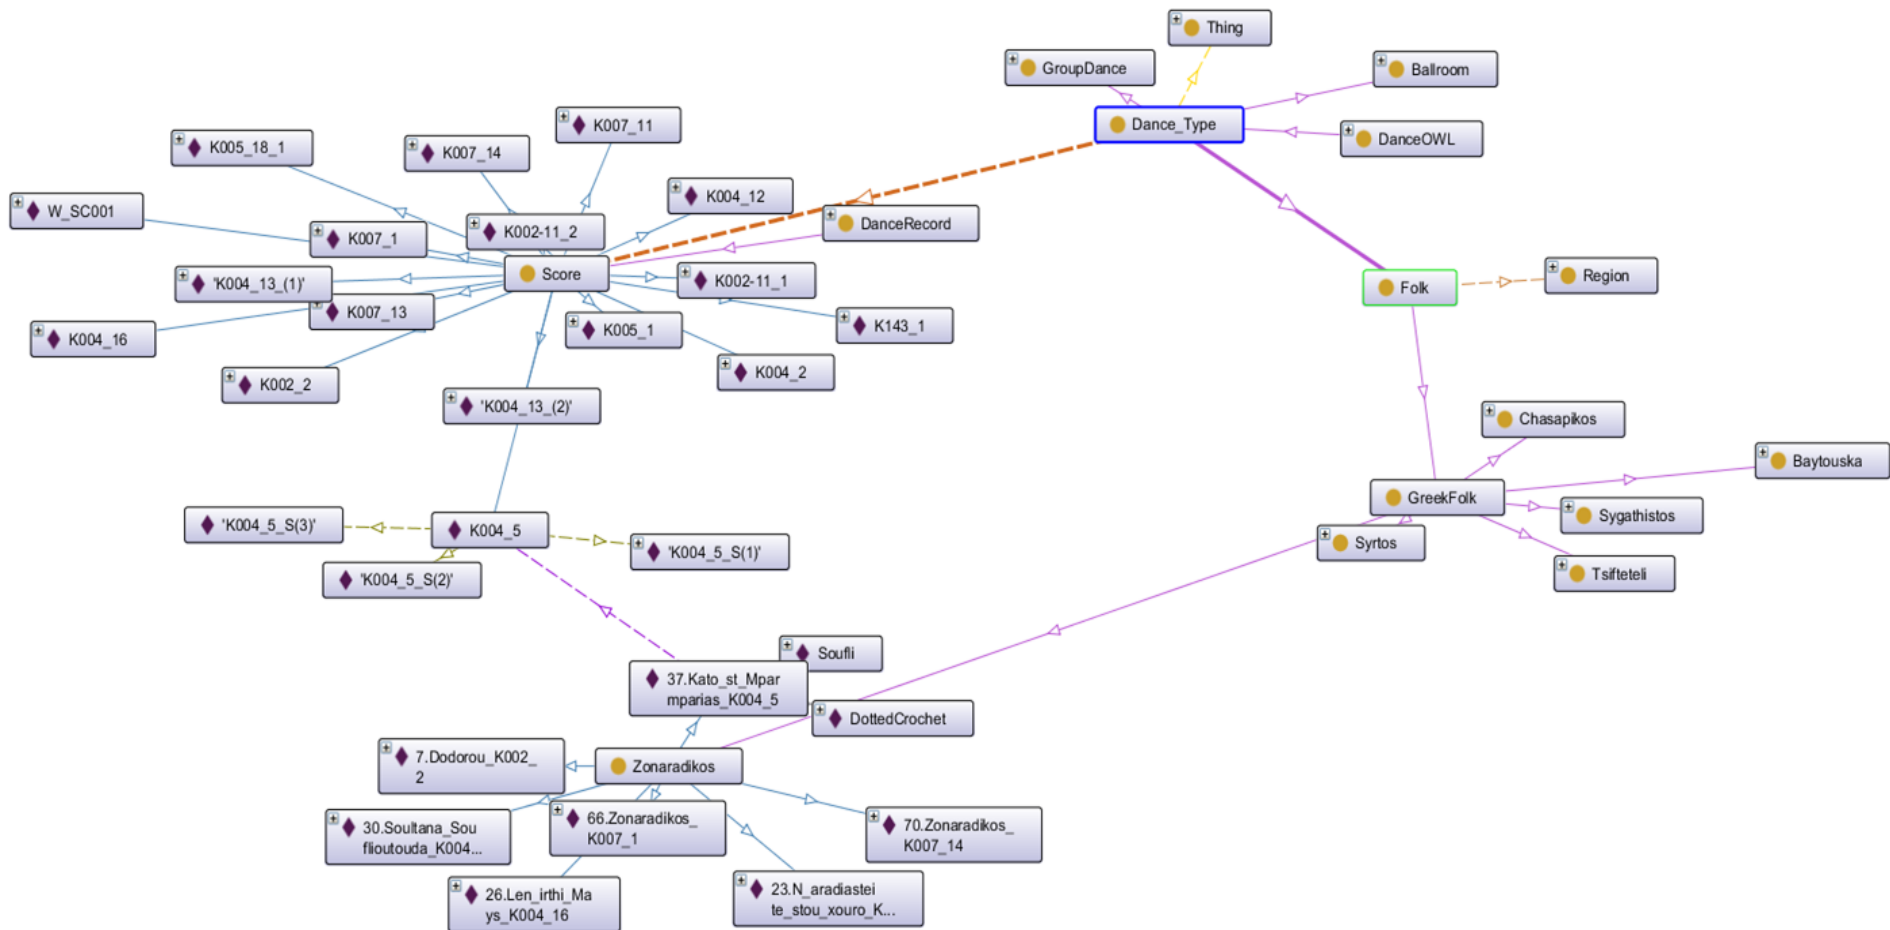 Thing
GroupDance
Ballroom
Dance_Type
DanceOWL
K007_11
K005_18_1
K007_14
K004_12
W_SC001
K007_1
K002-11_2
DanceRecord
Score
'K004_13_(1)'
K002-11_1
Folk
Region
K007_13
K004_16
K005_1
K143_1
K002_2
K004_2
'K004_13_(2)'
Chasapikos
Baytouska
GreekFolk
Sygathistos
Syrtos
Tsifteteli
'K004_5_S(3)'
K004_5
'K004_5_S(1)'
'K004_5_S(2)'
Soufli
37.Kato_st_Mpar
mparias_K004_5
DottedCrochet
7.Dodorou_K002_
2
Zonaradikos
30.Soultana_Sou
flioutouda_K004...
66.Zonaradikos_
K007_1
70.Zonaradikos_
K007_14
26.Len_irthi_Ma
ys_K004_16
23.N_aradiastei
te_stou_xouro_K...